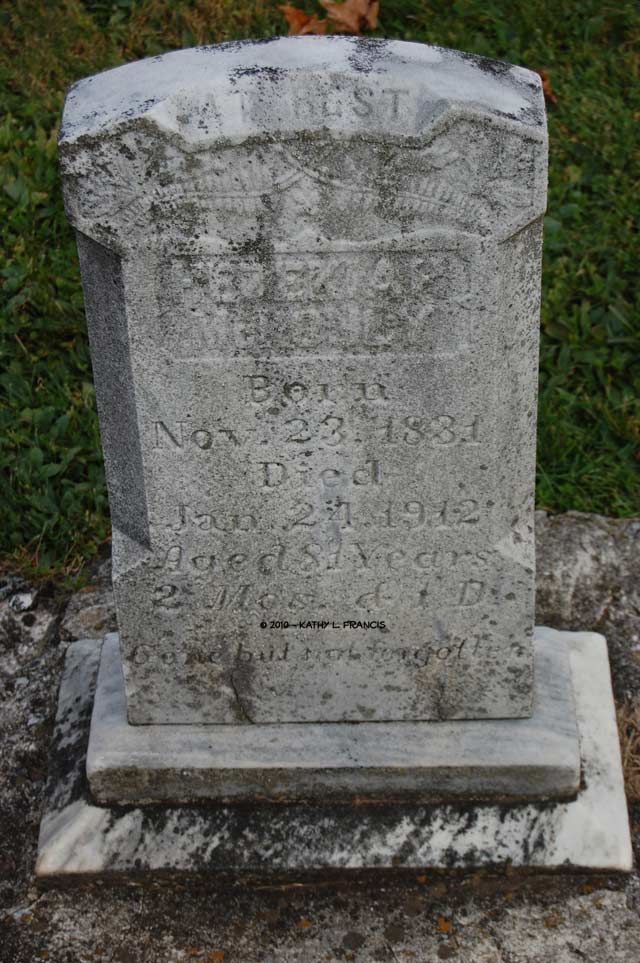 AT REST
HEZEKIAH
Born
Nov. 23. 1831
Died
Jan. 24. 1912
Aged 81 Years
2 Mos. & 1 D.
© 2010 - KATHY L. FRANCIS
Gone but not forgotten